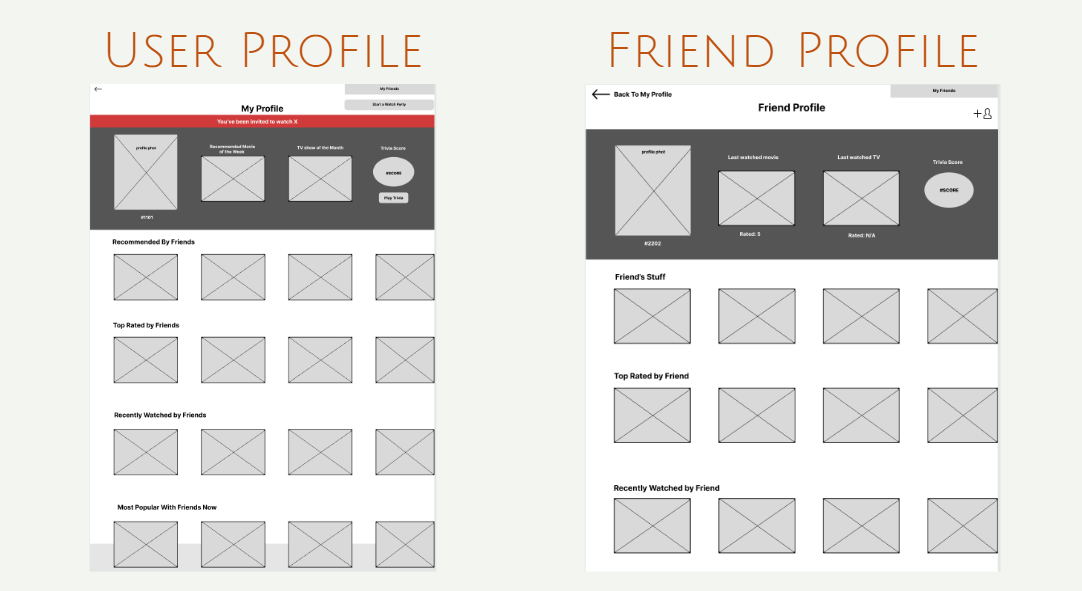 USER PROFILE
My Friends
Start a Watch Party
My Profile
You've been invited to watch X
profile phot
Recommended Movie
of the Week
TV show of the Month
Trivia Score
#SCORE
Play Trivia
#1101
Recommended By Friends
Top Rated by Friends
Recently Watched by Friends
Most Popular With Friends Now
FRIEND PROFILE
Back To My Profile
My Friends
Friend Profile
profile phot
Last watched movie
Last watched TV
Trivia Score
#SCORE
Rated: 5
Rated: N/A
#2202
Friend's Stuff
Top Rated by Friend
Recently Watched by Friend